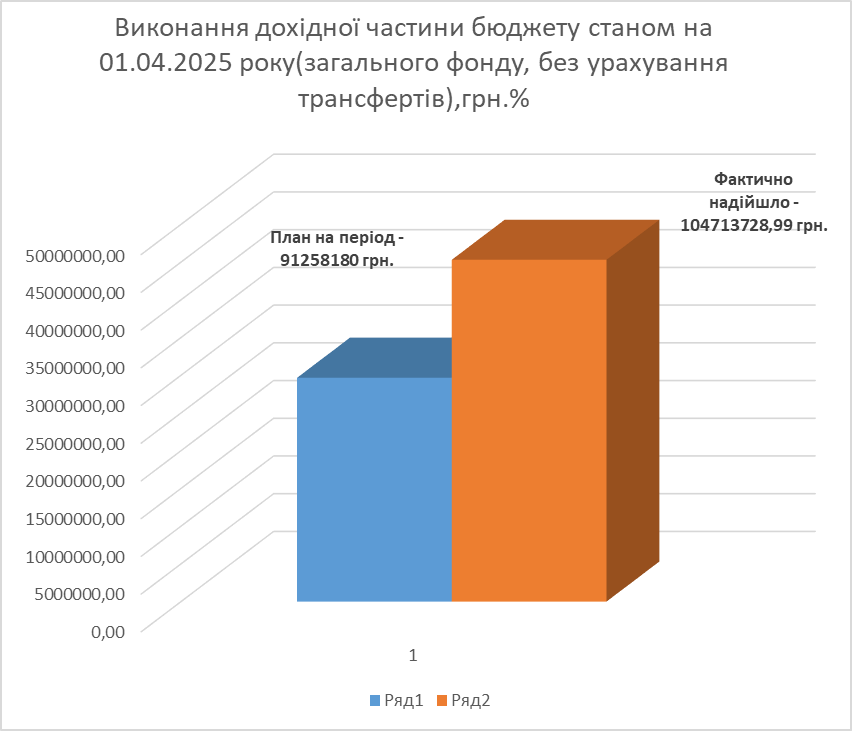 Виконання дохідної частини бюджету станом на
01.04.2025 року(загального фонду, без урахування
трансфертів),грн.%
Фактично
надійшло -
104713728,99 грн.
План на період -
91258180 грн.
50000000,00
45000000,00
40000000,00
35000000,00
30000000,00
25000000,00
20000000,00
15000000,00
10000000,00
5000000,00
0,00
1
Ряд1 Ряд2